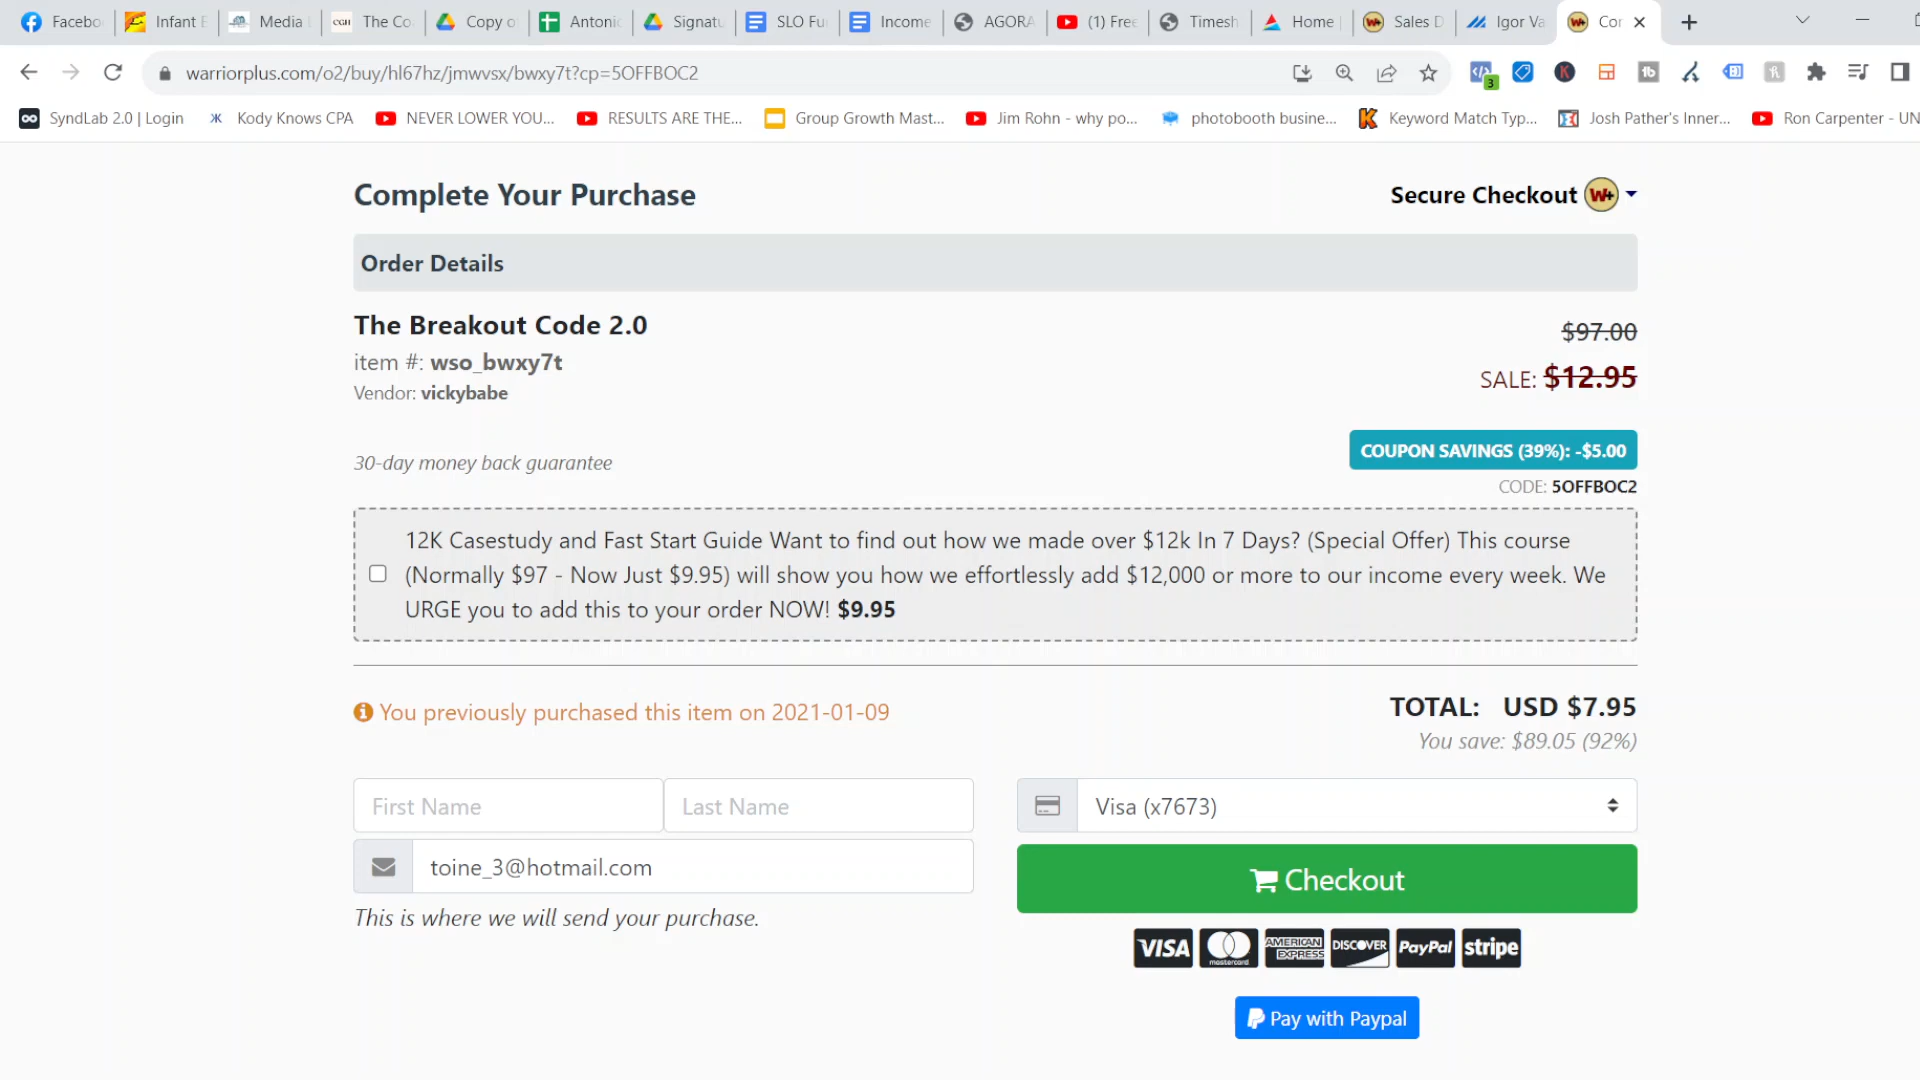 Facebo
Infant E
Media
CGH The Co
Copy o
Antoni
Signatu
SLO Fu
Income
AGORA
(1) Free
Timesh
Home
Sales D
Igor Va
Cor
warriorplus.com/o2/buy/hl67hz/jmwvsx/bwxy7t?cp=5OFFBOC2
3
SyndLab 2.0 | Login
Kody Knows CPA
NEVER LOWER YOU...
RESULTS ARE THE...
Group Growth Mast...
Jim Rohn - why po...
photobooth busine...
Keyword Match Typ...
Josh Pather's Inner...
Ron Carpenter - UN
Complete Your Purchase
Secure Checkout W+
Order Details
The Breakout Code 2.0
$97.00
item #: wso_bwxy7t
SALE: $12.95
Vendor: vickybabe
COUPON SAVINGS (39%): -$5.00
30-day money back guarantee
CODE: 5OFFBOC2
12K Casestudy and Fast Start Guide Want to find out how we made over $12k In 7 Days? (Special Offer) This course
(Normally $97 - Now Just $9.95) will show you how we effortlessly add $12,000 or more to our income every week. We
URGE you to add this to your order NOW! $9.95
You previously purchased this item on 2021-01-09
TOTAL: USD $7.95
You save: $89.05 (92%)
First Name
Last Name
Visa (x7673)
toine_3@hotmail.com
Checkout
This is where we will send your purchase.
VISA
mastercard
AMERICAN EXPRESS
DISCOVER
PayPal
stripe
Pay with Paypal